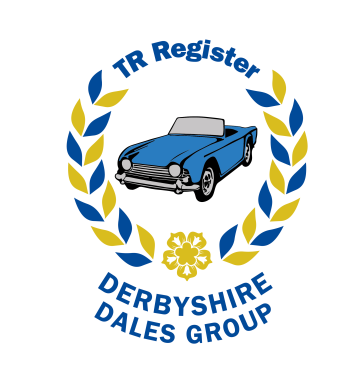 TR Register
DERBYSHIRE
DALES GROUP